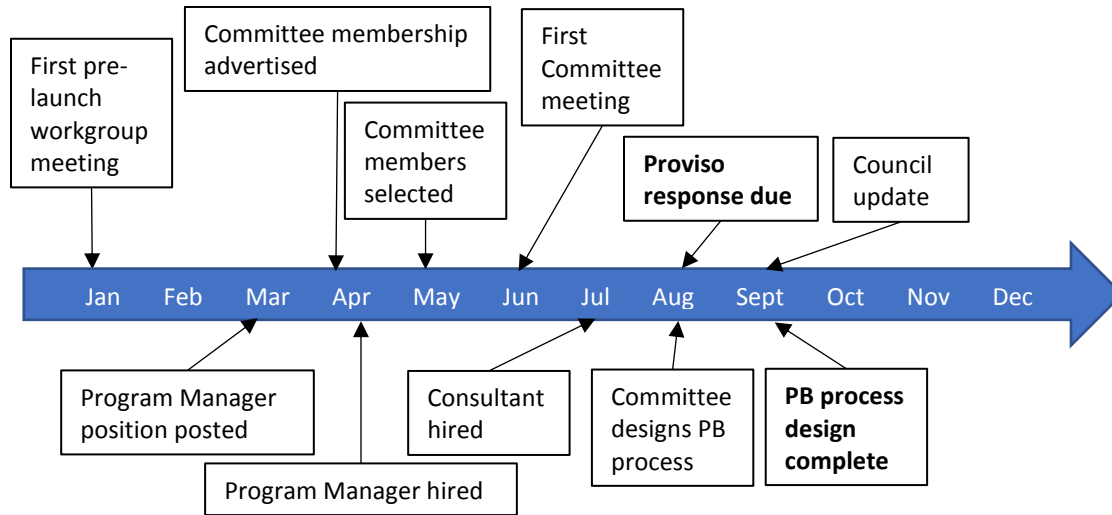 First pre-
launch
workgroup
meeting
Committee membership
advertised
Committee
members
selected
First
Committee
meeting
Proviso
response due
Council
update
Jan Feb Mar Apr May Jun Jul Aug Sept Oct Nov Dec
Program Manager
position posted
Program Manager hired
Consultant
hired
Committee
designs PB
process
PB process
design
complete